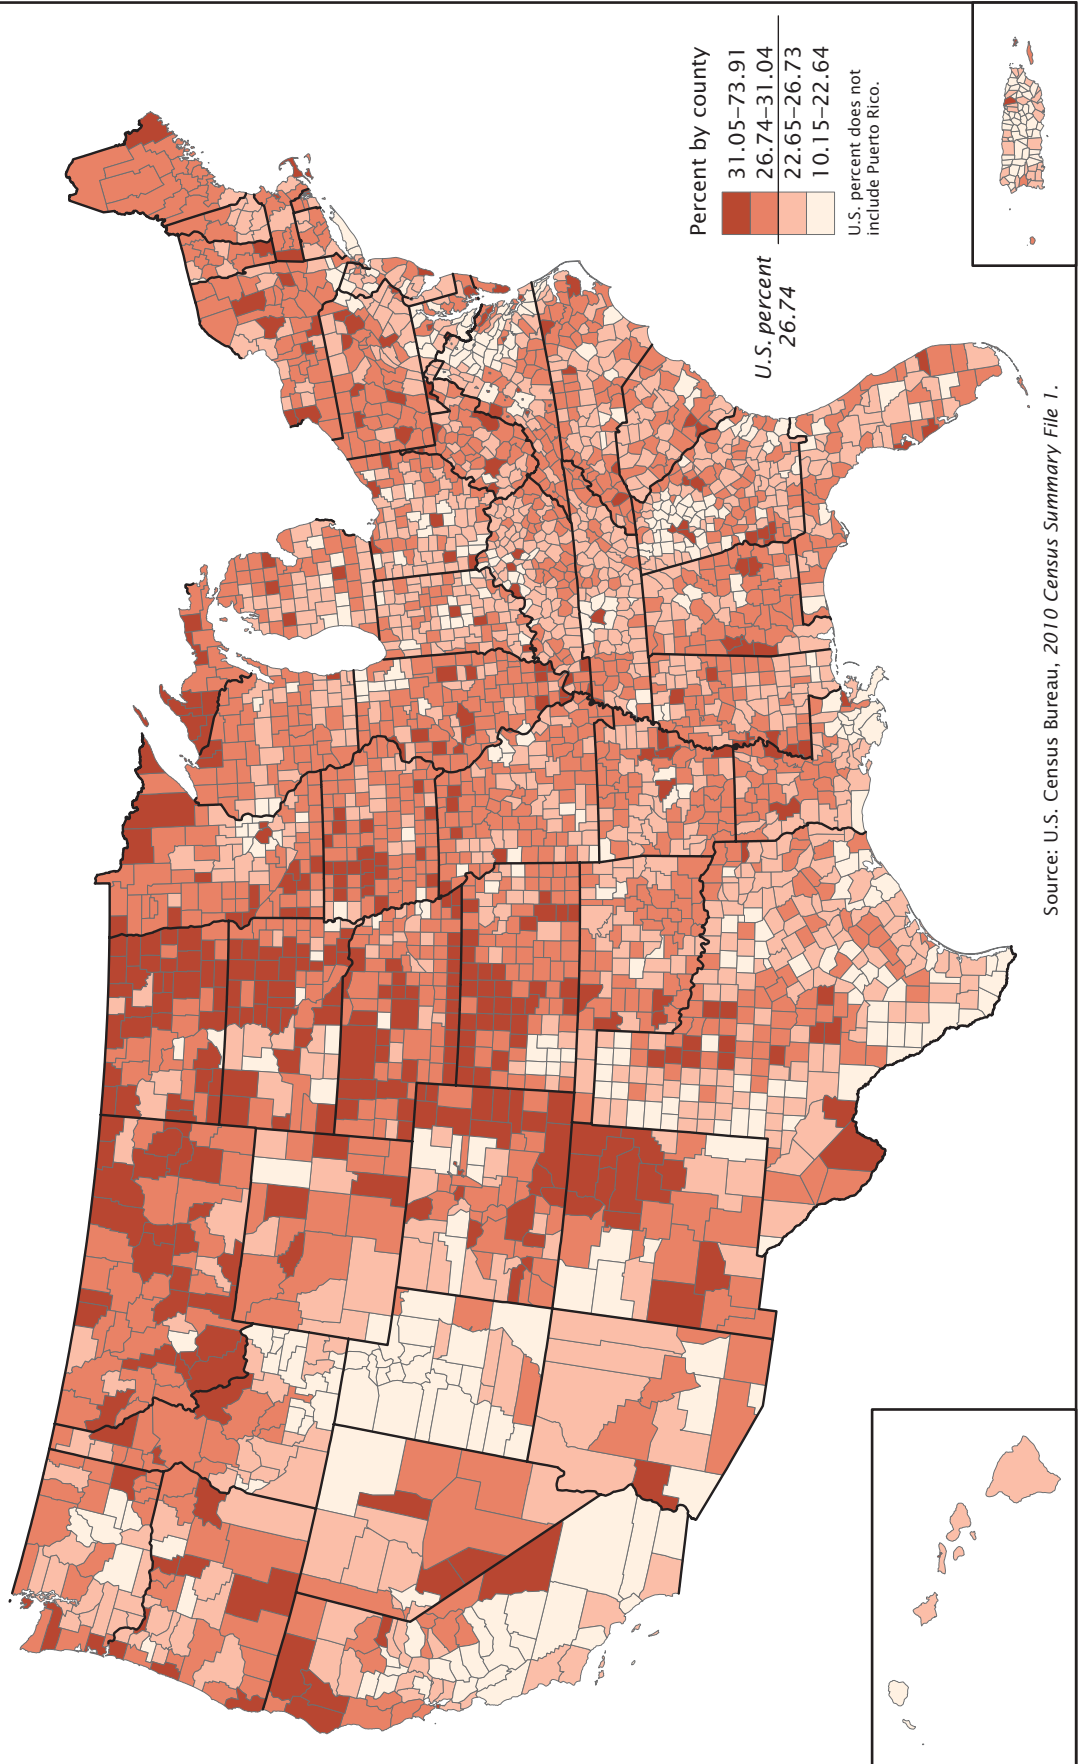 Percent by county
31.05–73.91
26.74–31.04
22.65–26.73
10.15–22.64
U.S. percent
26.74
U.S. percent does not
include Puerto Rico.
Source: U.S. Census Bureau, 2010 Census Summary File 1.